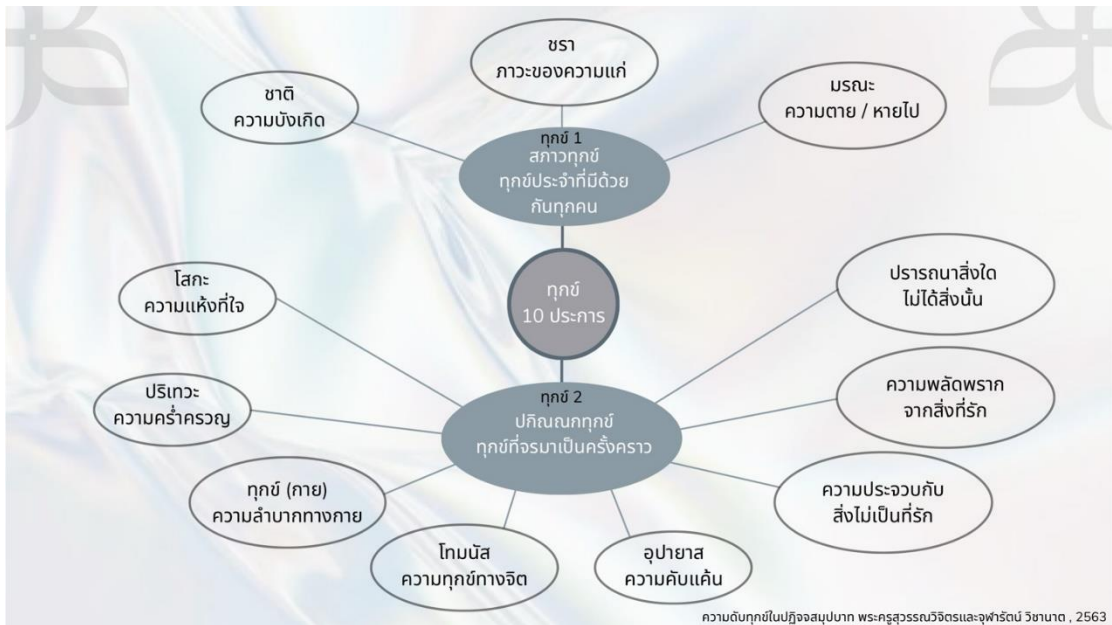 ชรา
ภาวะของความแก่
ชาติ
ความบังเกิด
มรณะ
ความตาย / หายไป
ทุกข์ 1
สภาวทุกข์
ทุกข์ประจำที่มีด้วย
กันทุกคน
ทุกข์
10 ประการ
โสกะ
ความแห้งที่ใจ
ปรารถนาสิ่งใด
ไม่ได้สิ่งนั้น
ปริเทวะ
ความคร่ำครวญ
ความพลัดพราก
จากสิ่งที่รัก
ทุกข์ 2
ปกิณณกทุกข์
ทุกข์ที่จรมาเป็นครั้งคราว
ทุกข์ (กาย)
ความลำบากทางกาย
ความประจวบกับ
สิ่งไม่เป็นที่รัก
โทมนัส
ความทุกข์ทางจิต
อุปายาส
ความคับแค้น
ความดับทุกข์ในปฏิจจสมุปบาท พระครูสุวรรณวิจิตรและจุฬารัตน์ วิชานาต , 2563